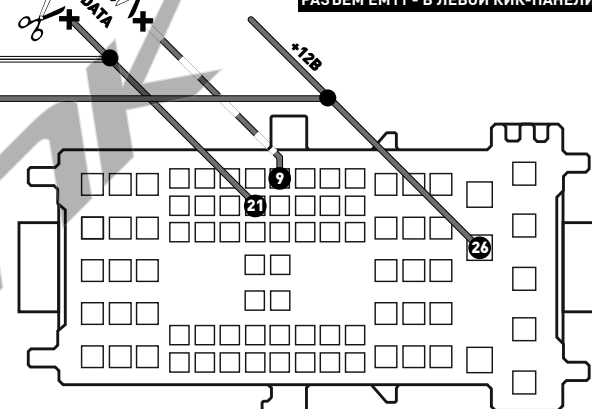 РАЗЪЕМ EM11 - В ЛЕВОЙ КИК-ПАНЕЛИ
DATA
+12В
9
21
26